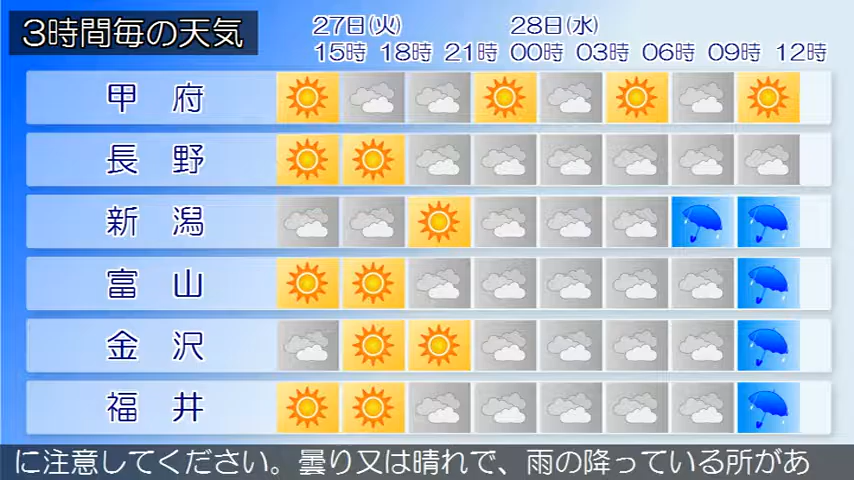 3時間毎の天気
27日(火) 28日(水)
15時 18時 21時 00時 03時 06時 09時 12時
甲府
長野
新潟
富山
金沢
福井
に注意してください。曇り又は晴れで、雨の降っている所があ